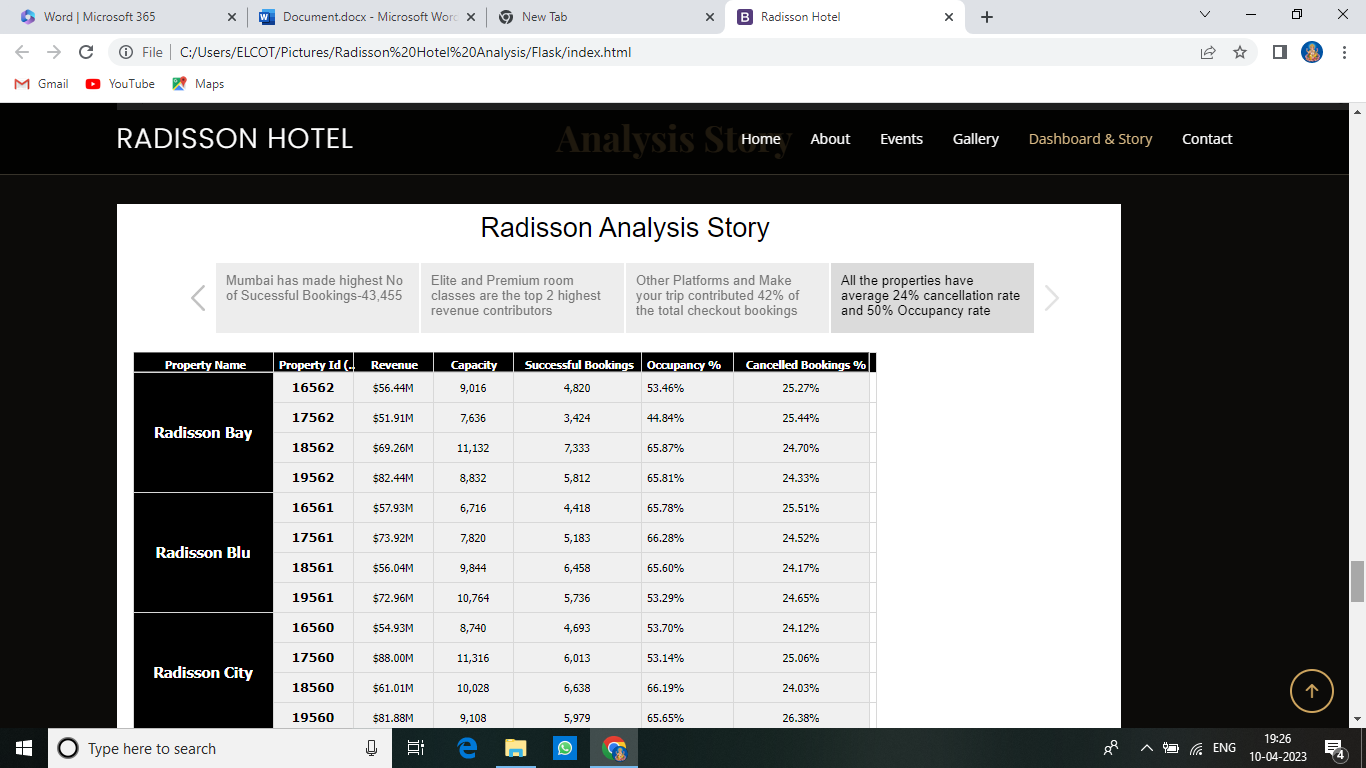 Word | Microsoft 365
Document.docx - Microsoft Word
New Tab
Radisson Hotel
File | C:/Users/ELCOT/Pictures/Radisson%20Hotel%20Analysis/Flask/index.html
Gmail YouTube Maps
RADISSON HOTEL
Analysis Story
Home About Events Gallery Dashboard & Story Contact
Radisson Analysis Story
Mumbai has made highest No
of Sucessful Bookings-43,455
Elite and Premium room
classes are the top 2 highest
revenue contributors
Other Platforms and Make
your trip contributed 42% of
the total checkout bookings
All the properties have
average 24% cancellation rate
and 50% Occupancy rate
Property Name Property Id (.. Revenue Capacity Successful Bookings Occupancy % Cancelled Bookings %
Radisson Bay
16562 $56.44M 9,016 4,820 53.46% 25.27%
17562 $51.91M 7,636 3,424 44.84% 25.44%
18562 $69.26M 11,132 7,333 65.87% 24.70%
19562 $82.44M 8,832 5,812 65.81% 24.33%
Radisson Blu
16561 $57.93M 6,716 4,418 65.78% 25.51%
17561 $73.92M 7,820 5,183 66.28% 24.52%
18561 $56.04M 9,844 6,458 65.60% 24.17%
19561 $72.96M 10,764 5,736 53.29% 24.65%
Radisson City
16560 $54.93M 8,740 4,693 53.70% 24.12%
17560 $88.00M 11,316 6,013 53.14% 25.06%
18560 $61.01M 10,028 6,638 66.19% 24.03%
19560 $81.88M 9,108 5,979 65.65% 26.38%
Type here to search
ENG
19:26
10-04-2023
4